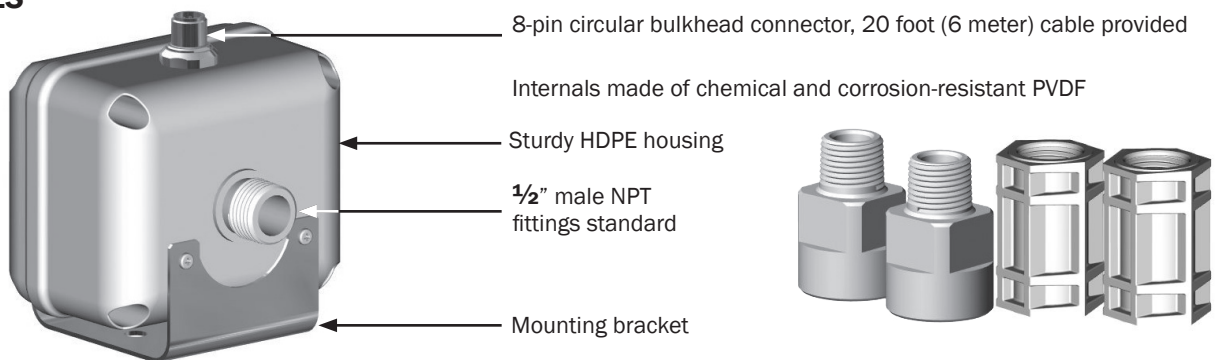 8-pin circular bulkhead connector, 20 foot (6 meter) cable provided
Internals made of chemical and corrosion-resistant PVDF
Sturdy HDPE housing
½” male NPT
fittings standard
Mounting bracket